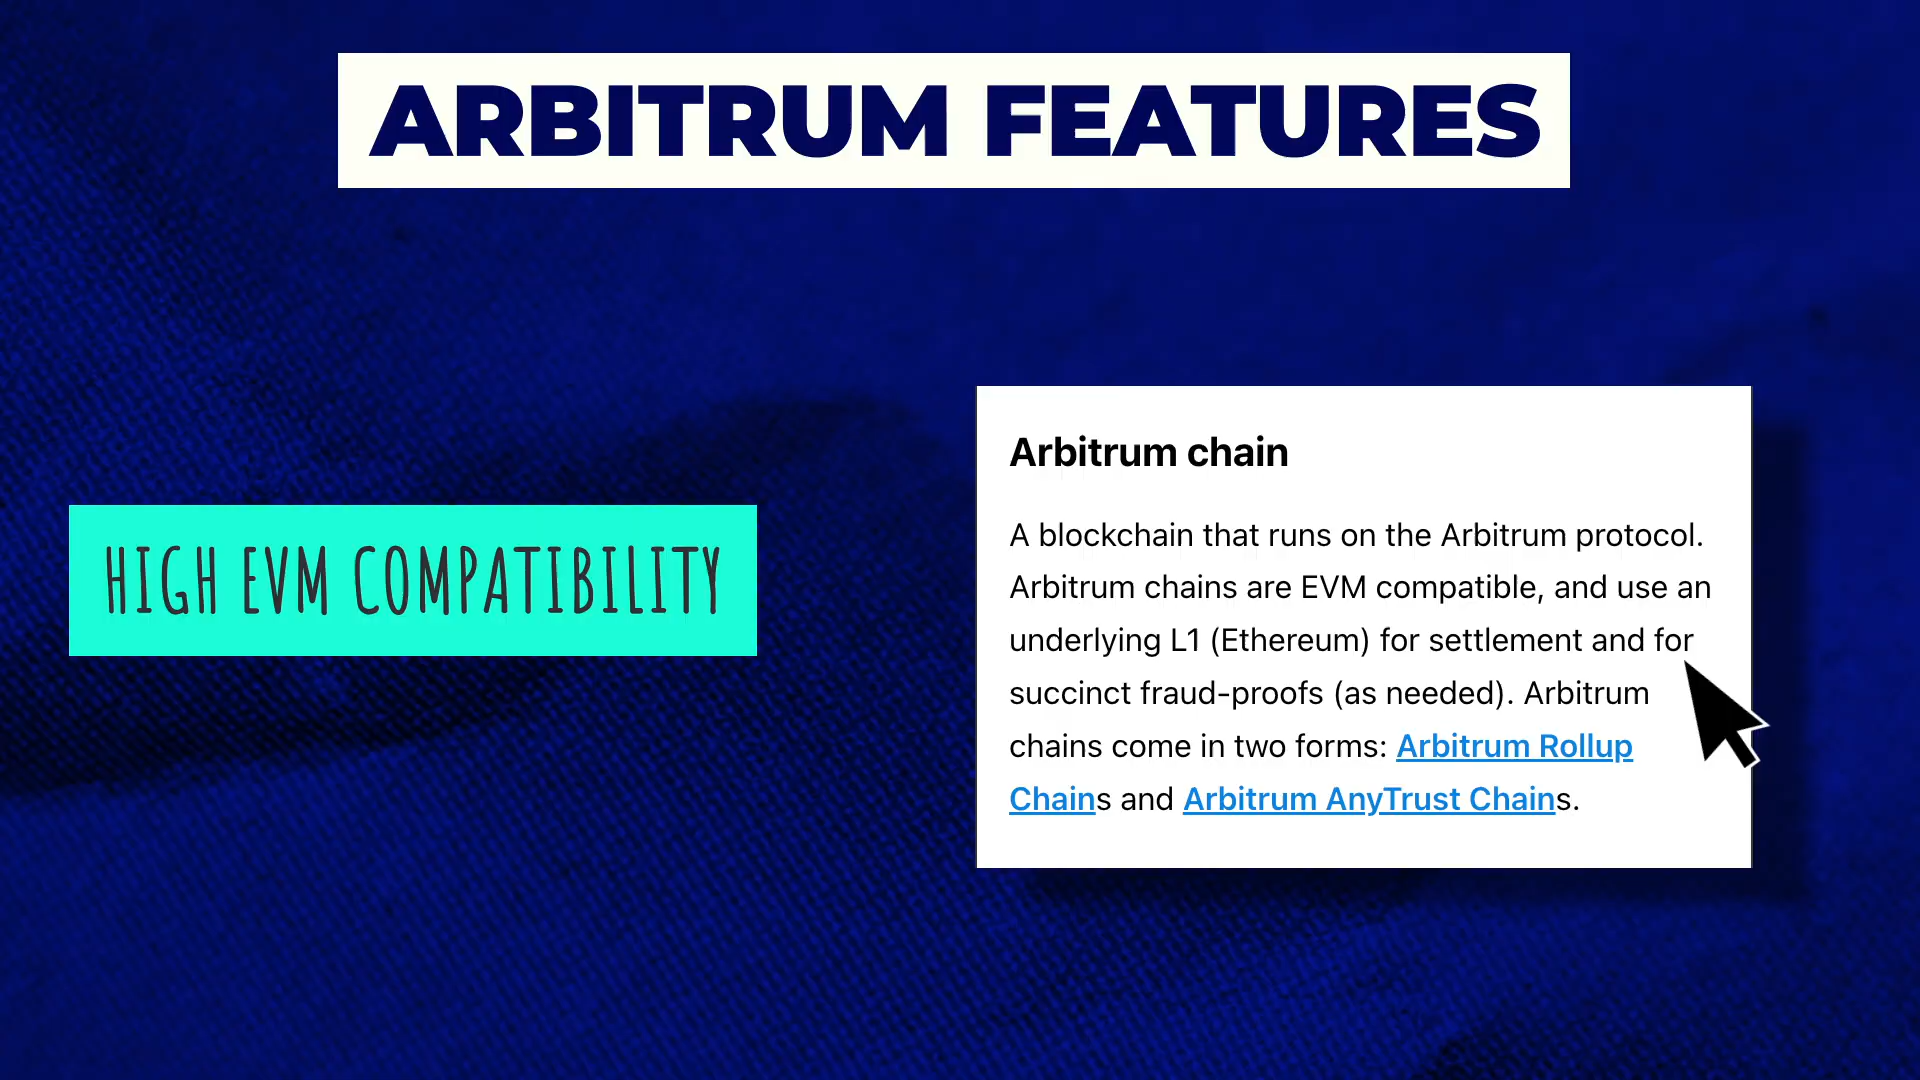 ARBITRUM FEATURES
HIGH EVM COMPATIBILITY
Arbitrum chain
A blockchain that runs on the Arbitrum protocol.
Arbitrum chains are EVM compatible, and use an
underlying L1 (Ethereum) for settlement and for
succinct fraud-proofs (as needed). Arbitrum
chains come in two forms: Arbitrum Rollup
Chains and Arbitrum AnyTrust Chains.